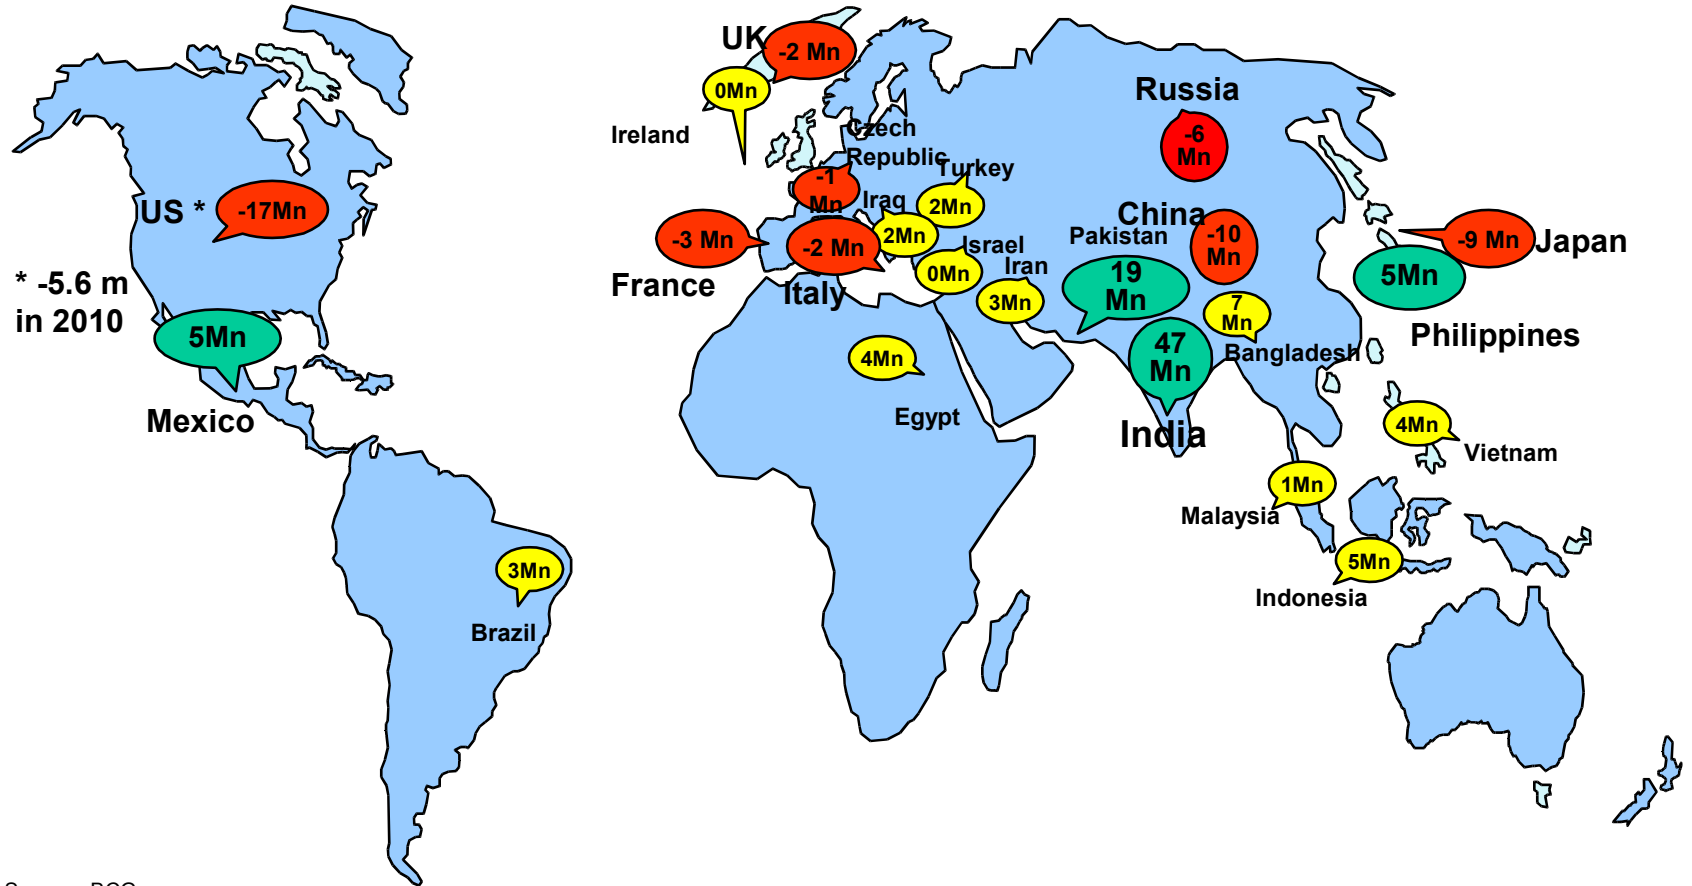 UK
-2 Mn
0Mn
Ireland
Czech
Republic
-1
Mn
Turkey
2Mn
Iraq
2Mn
Russia
-6
Mn
US *
-17Mn
* -5.6 m
in 2010
-3 Mn
France
-2 Mn
Italy
Israel
0Mn
Iran
3Mn
China
-10
Mn
Pakistan
19
Mn
7
Mn
Bangladesh
47
Mn
India
-9 Mn
Japan
5Mn
Philippines
5Mn
Mexico
4Mn
Egypt
4Mn
Vietnam
1Mn
Malaysia
5Mn
Indonesia
3Mn
Brazil